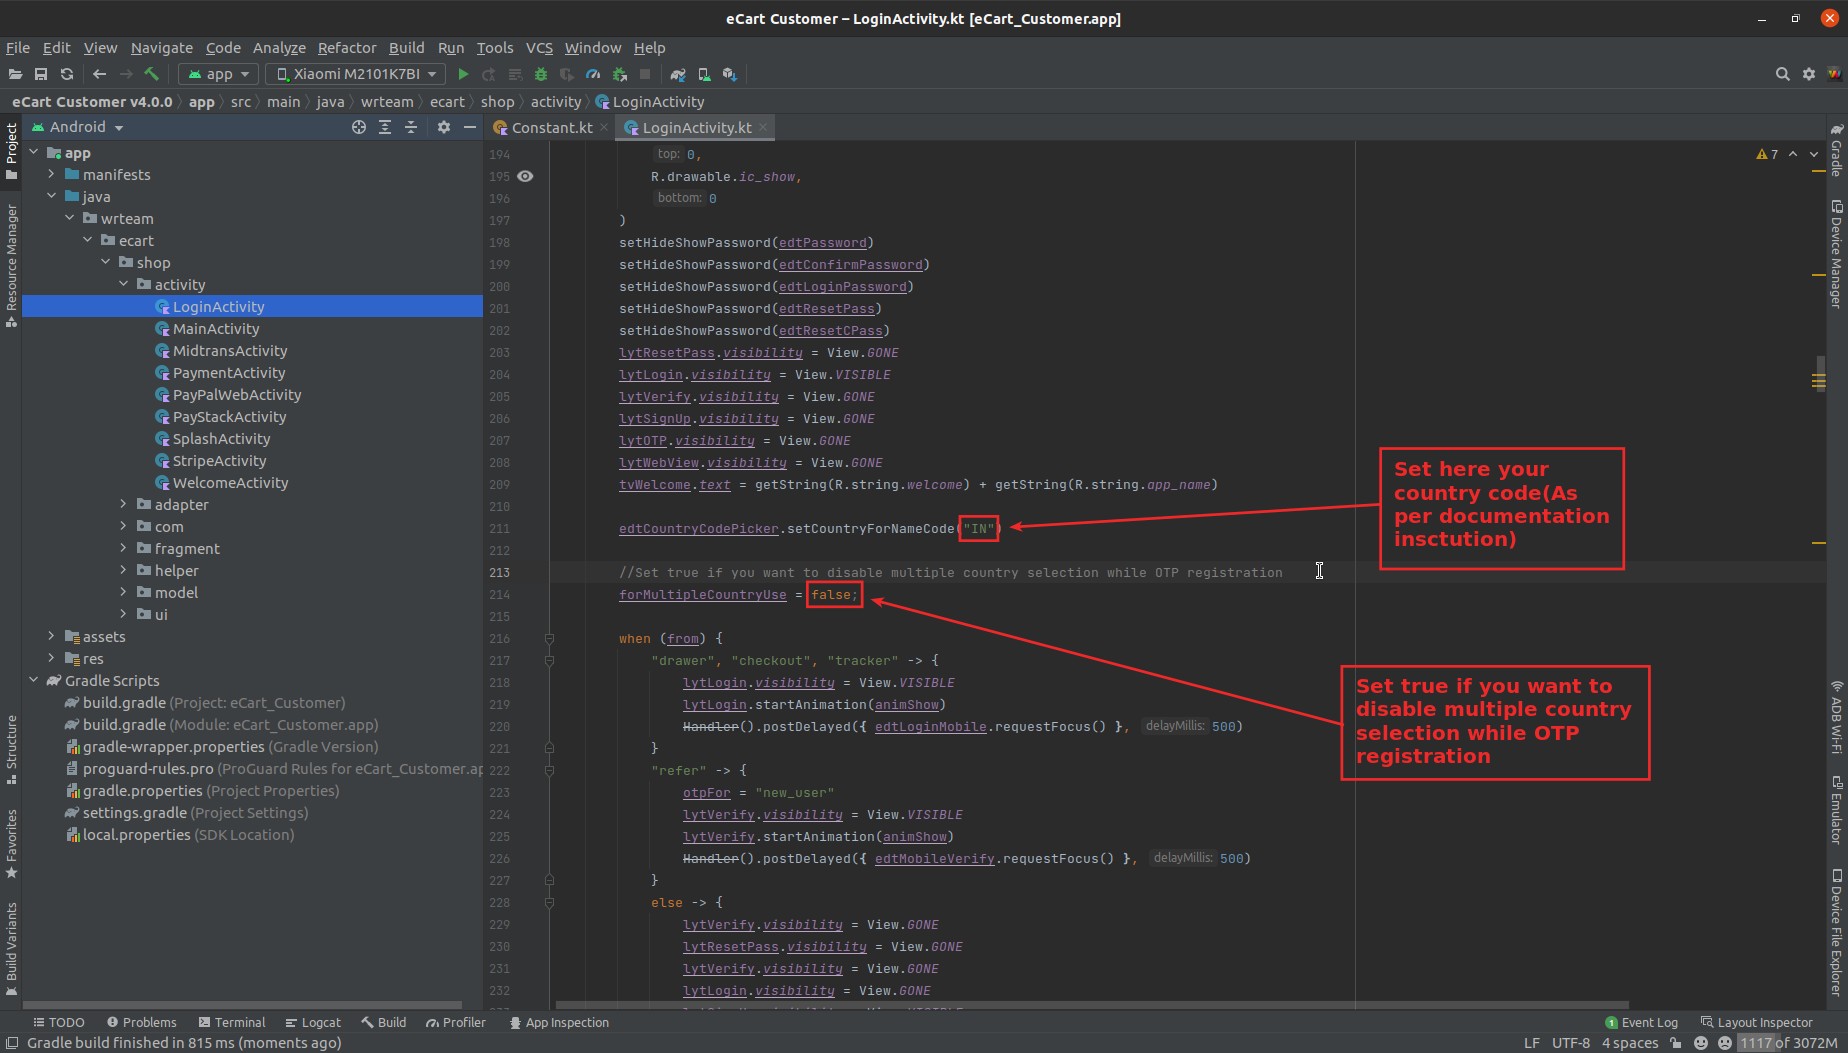 eCart Customer – LoginActivity.kt [eCart_Customer.app]
File Edit View Navigate Code Analyze Refactor Build Run Tools VCS Window Help
app Xiaomi M2101K7BI
eCart Customer v4.0.0 app src main java wrteam ecart shop activity LoginActivity
Android
Constant.kt
LoginActivity.kt
Project
Resource Manager
Structure
Favorites
Build Variants
app
manifests
java
wrteam
ecart
shop
activity
LoginActivity
MainActivity
MidtransActivity
PaymentActivity
PayPalWebActivity
PayStackActivity
SplashActivity
StripeActivity
WelcomeActivity
adapter
com
fragment
helper
model
ui
assets
res
Gradle Scripts
build.gradle (Project: eCart_Customer)
build.gradle (Module: eCart_Customer.app)
gradle-wrapper.properties (Gradle Version)
proguard-rules.pro (ProGuard Rules for eCart_Customer.ap
gradle.properties (Project Properties)
settings.gradle (Project Settings)
local.properties (SDK Location)
7
194 top: 0,
195 R.drawable.ic_show,
196 bottom: 0
197 )
198 setHideShowPassword(edtPassword)
199 setHideShowPassword(edtConfirmPassword)
200 setHideShowPassword(edtLoginPassword)
201 setHideShowPassword(edtResetPass)
202 setHideShowPassword(edtResetCPass)
203 lytResetPass.visibility = View.GONE
204 lytLogin.visibility = View.VISIBLE
205 lytVerify.visibility = View.GONE
206 lytSignUp.visibility = View.GONE
207 lytOTP.visibility = View.GONE
208 lytWebView.visibility = View.GONE
209 tvWelcome.text = getString(R.string.welcome) + getString(R.string.app_name)
210
211 edtCountryCodePicker.setCountryForNameCode("IN")
212
213 //Set true if you want to disable multiple country selection while OTP registration
214 forMultipleCountryUse = false;
215
216 when (from) {
217 "drawer", "checkout", "tracker" -> {
218 lytLogin.visibility = View.VISIBLE
219 lytLogin.startAnimation(animShow)
220 Handler().postDelayed({ edtLoginMobile.requestFocus() }, delayMillis: 500)
221 }
222 "refer" -> {
223 otpFor = "new_user"
224 lytVerify.visibility = View.VISIBLE
225 lytVerify.startAnimation(animShow)
226 Handler().postDelayed({ edtMobileVerify.requestFocus() }, delayMillis: 500)
227 }
228 else -> {
229 lytVerify.visibility = View.GONE
230 lytResetPass.visibility = View.GONE
231 lytVerify.visibility = View.GONE
232 lytLogin.visibility = View.GONE
Set here your
country code(As
per documentation
insctution)
Set true if you want to
disable multiple country
selection while OTP
registration
Gradle
Device Manager
ADB Wi-Fi
Emulator
Device File Explorer
TODO Problems Terminal Logcat Build Profiler App Inspection
1 Event Log Layout Inspector
Gradle build finished in 815 ms (moments ago)
LF UTF-8 4 spaces 1117 of 3072M